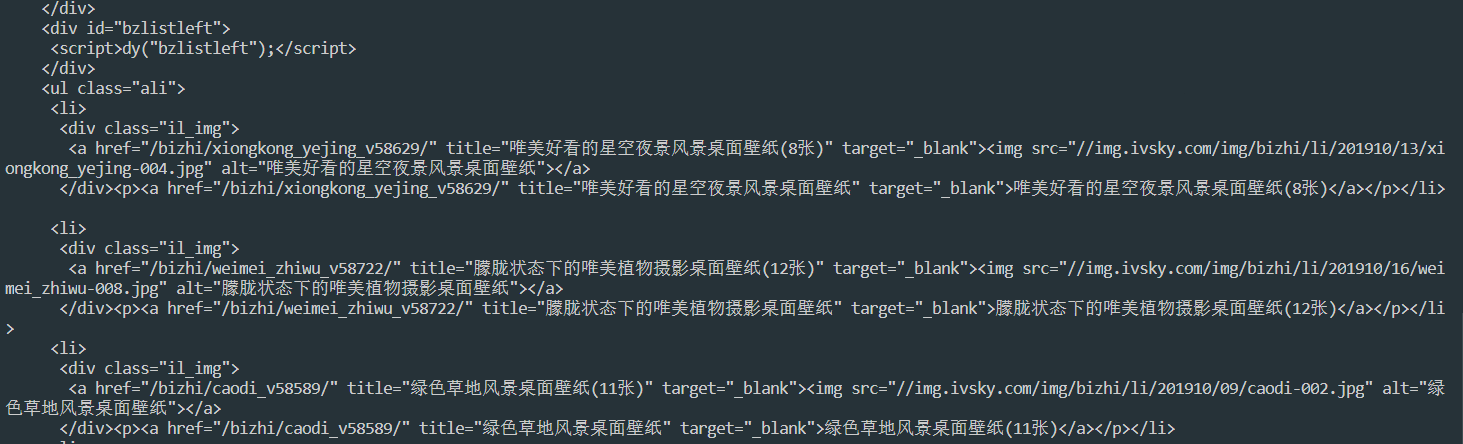 </div>
<div id="bzlistleft">
<script>dy("bzlistleft");</script>
</div>
<ul class="ali">
<li>
<div class="il_img">
<a href="/bizhi/xiongkong_yejing_v58629/" title="唯美好看的星空夜景风景桌面壁纸(8张)" target="_blank"><img src="//img.ivsky.com/img/bizhi/li/201910/13/xi
ongkong_yejing-004.jpg" alt="唯美好看的星空夜景风景桌面壁纸"></a>
</div><p><a href="/bizhi/xiongkong_yejing_v58629/" title="唯美好看的星空夜景风景桌面壁纸" target="_blank">唯美好看的星空夜景风景桌面壁纸(8张)</a></p></li>
<li>
<div class="il_img">
<a href="/bizhi/weimei_zhiwu_v58722/" title="朦胧状态下的唯美植物摄影桌面壁纸(12张)" target="_blank"><img src="//img.ivsky.com/img/bizhi/li/201910/16/wei
mei_zhiwu-008.jpg" alt="朦胧状态下的唯美植物摄影桌面壁纸"></a>
</div><p><a href="/bizhi/weimei_zhiwu_v58722/" title="朦胧状态下的唯美植物摄影桌面壁纸" target="_blank">朦胧状态下的唯美植物摄影桌面壁纸(12张)</a></p></li
>
<li>
<div class="il_img">
<a href="/bizhi/caodi_v58589/" title="绿色草地风景桌面壁纸(11张)" target="_blank"><img src="//img.ivsky.com/img/bizhi/li/201910/09/caodi-002.jpg" alt="绿
色草地风景桌面壁纸"></a>
</div><p><a href="/bizhi/caodi_v58589/" title="绿色草地风景桌面壁纸" target="_blank">绿色草地风景桌面壁纸(11张)</a></p></li>